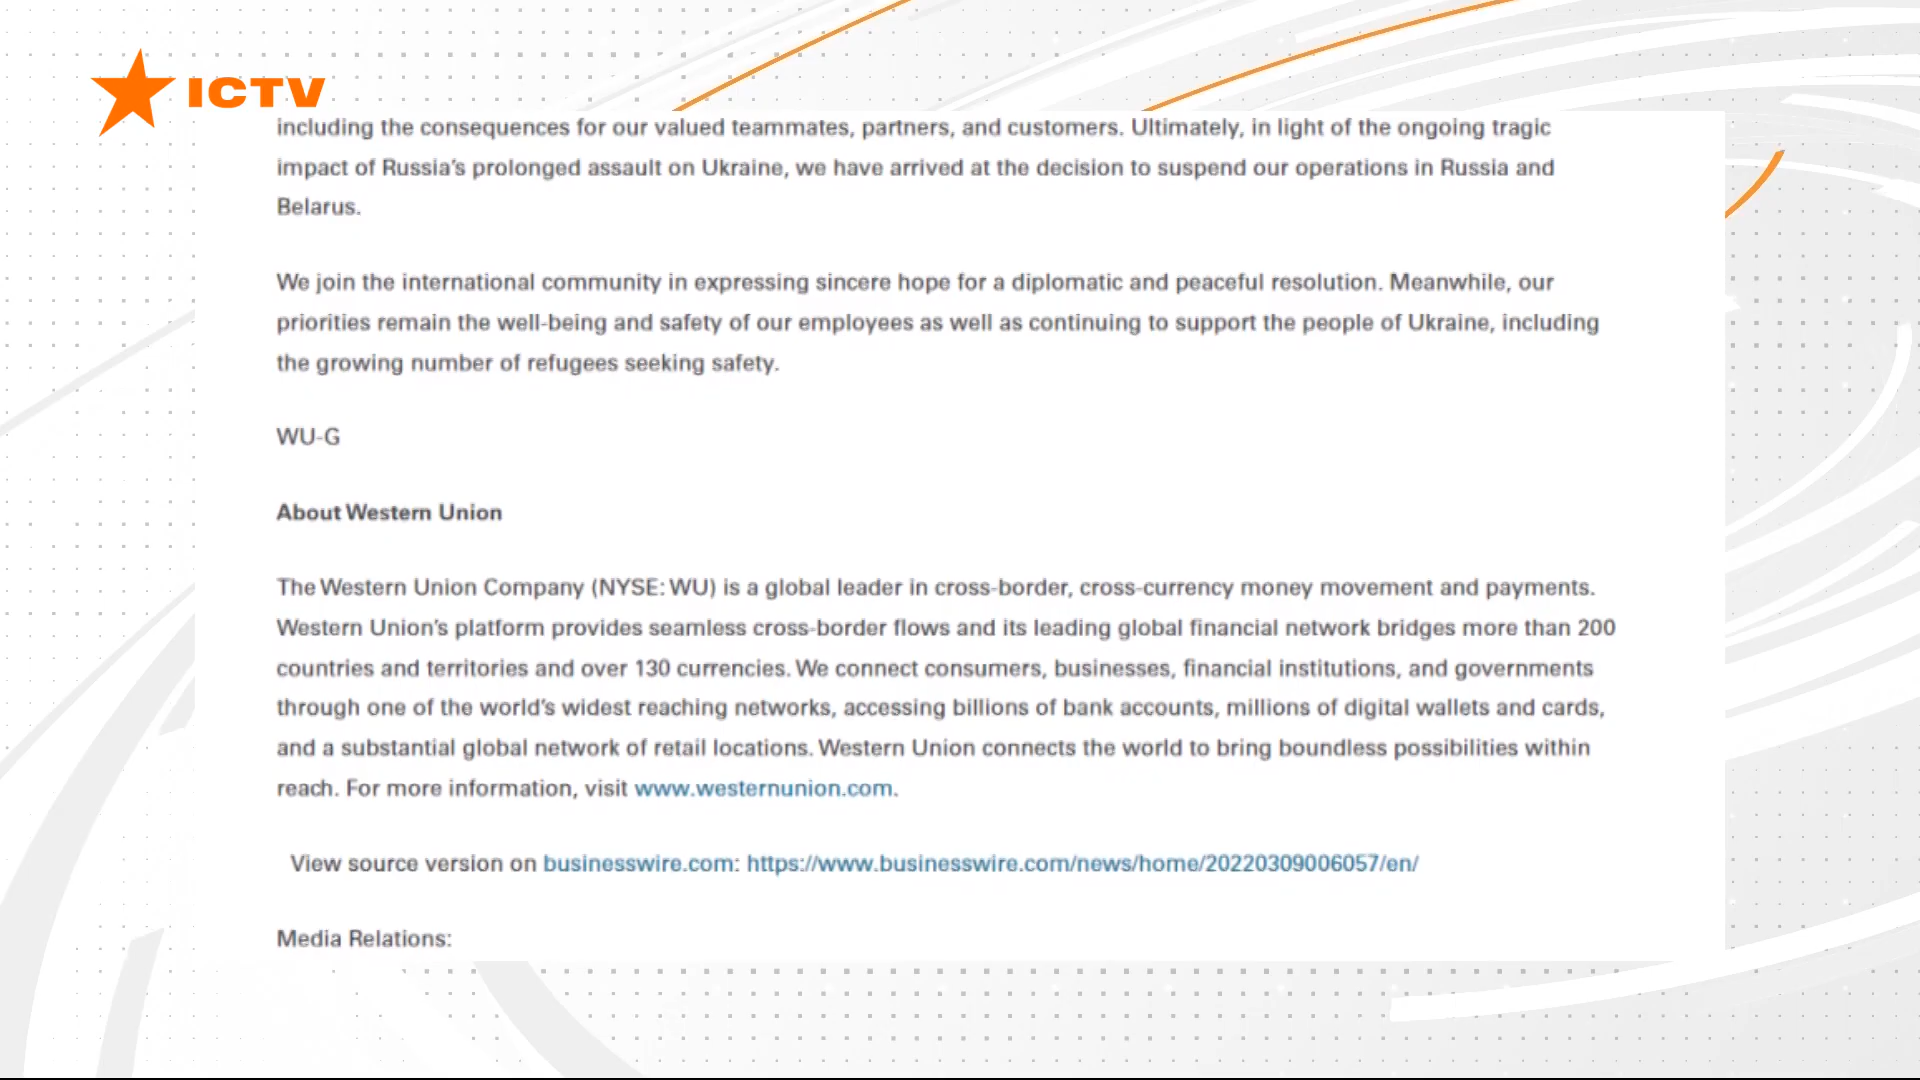 ICTV
including the consequences for our valued teammates, partners, and customers. Ultimately, in light of the ongoing tragic
impact of Russia’s prolonged assault on Ukraine, we have arrived at the decision to suspend our operations in Russia and
Belarus.
We join the international community in expressing sincere hope for a diplomatic and peaceful resolution. Meanwhile, our
priorities remain the well-being and safety of our employees as well as continuing to support the people of Ukraine, including
the growing number of refugees seeking safety.
WU-G
About Western Union
The Western Union Company (NYSE: WU) is a global leader in cross-border, cross-currency money movement and payments.
Western Union’s platform provides seamless cross-border flows and its leading global financial network bridges more than 200
countries and territories and over 130 currencies. We connect consumers, businesses, financial institutions, and governments
through one of the world’s widest reaching networks, accessing billions of bank accounts, millions of digital wallets and cards,
and a substantial global network of retail locations. Western Union connects the world to bring boundless possibilities within
reach. For more information, visit www.westernunion.com.
View source version on businesswire.com: https://www.businesswire.com/news/home/20220309006057/en/
Media Relations: